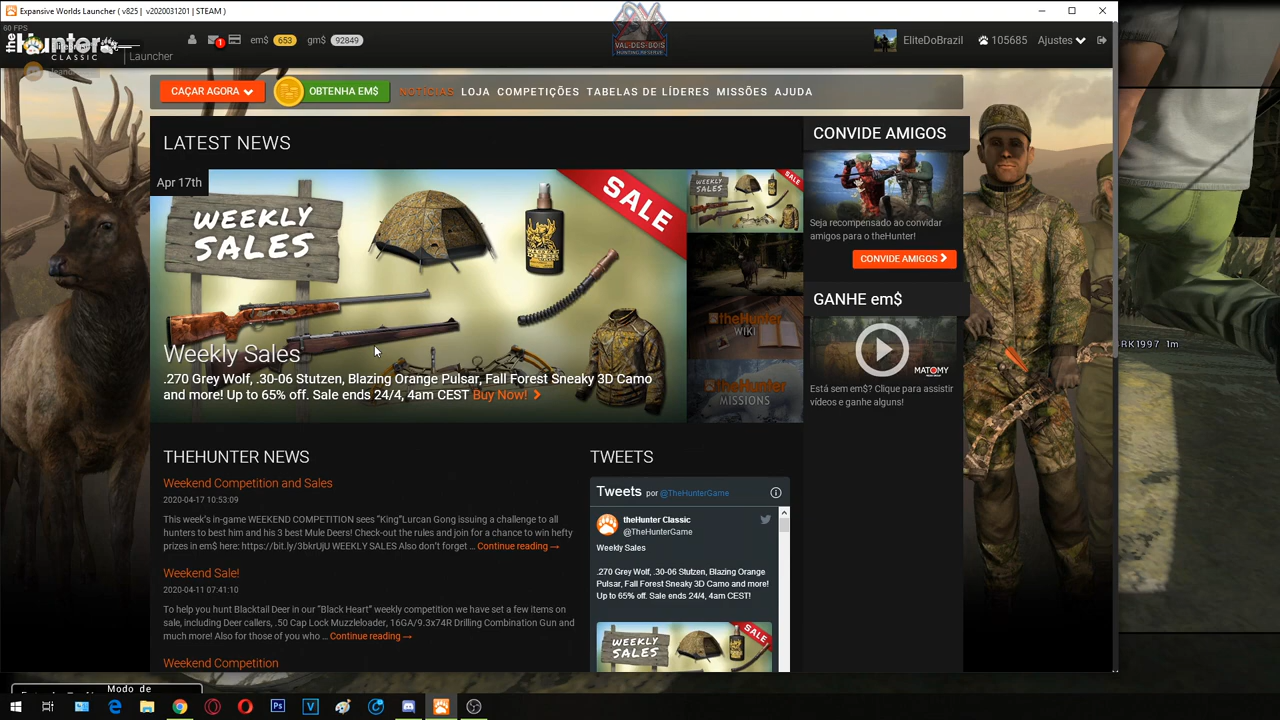 Expansive Worlds Launcher ( v825 | v2020031201 | STEAM )
60 FPS
theHunter
CLASSIC
Launcher
1
em$ 653
gm$ 92849
VAL-DES-BOIS
HUNTING RESERVE
EliteDoBrazil
105685
Ajustes
CAÇAR AGORA
OBTENHA EM$
NOTÍCIAS LOJA COMPETIÇÕES TABELAS DE LÍDERES MISSÕES AJUDA
LATEST NEWS
Apr 17th
WEEKLY
SALES
SALE
Weekly Sales
.270 Grey Wolf, .30-06 Stutzen, Blazing Orange Pulsar, Fall Forest Sneaky 3D Camo
and more! Up to 65% off. Sale ends 24/4, 4am CEST Buy Now!
WEEKLY
SALES
SALE
theHunter
WIKI
theHunter
MISSIONS
CONVIDE AMIGOS
Seja recompensado ao convidar
amigos para o theHunter!
CONVIDE AMIGOS
GANHE em$
MATOMY
Está sem em$? Clique para assistir
vídeos e ganhe alguns!
RK1997 1m
THEHUNTER NEWS
Weekend Competition and Sales
2020-04-17 10:53:09
This week's in-game WEEKEND COMPETITION sees "King"Lurcan Gong issuing a challenge to all
hunters to best him and his 3 best Mule Deers! Check-out the rules and join for a chance to win hefty
prizes in em$ here: https://bit.ly/3bkrUjU WEEKLY SALES Also don't forget ... Continue reading →
Weekend Sale!
2020-04-11 07:41:10
To help you hunt Blacktail Deer in our "Black Heart" weekly competition we have set a few items on
sale, including Deer callers, .50 Cap Lock Muzzleloader, 16GA/9.3x74R Drilling Combination Gun and
much more! Also for those of you who ... Continue reading →
Weekend Competition
TWEETS
Tweets por @TheHunterGame
theHunter Classic
@TheHunterGame
Weekly Sales
.270 Grey Wolf, .30-06 Stutzen, Blazing Orange
Pulsar, Fall Forest Sneaky 3D Camo and more!
Up to 65% off. Sale ends 24/4, 4am CEST!
WEEKLY
SALES
SALE
Modo de